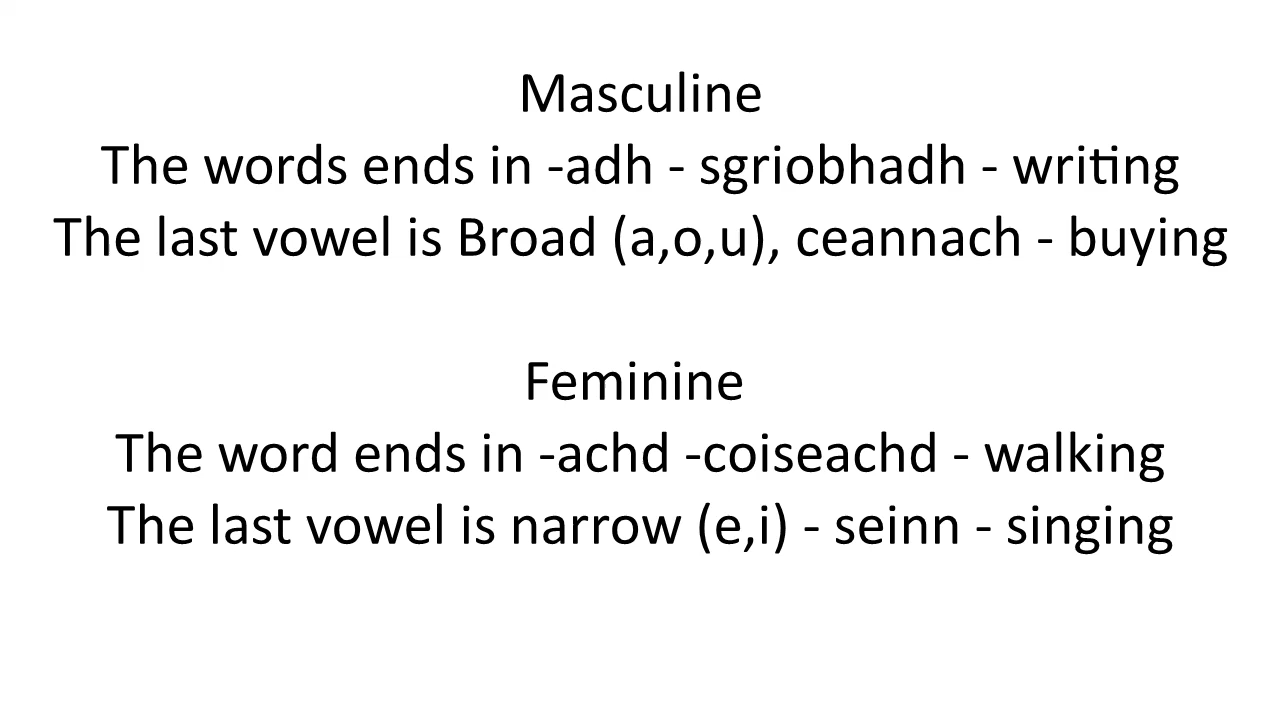 Masculine
The words ends in -adh - sgriobhadh - writing
The last vowel is Broad (a,o,u), ceannach - buying
Feminine
The word ends in -achd -coiseachd - walking
The last vowel is narrow (e,i) - seinn - singing